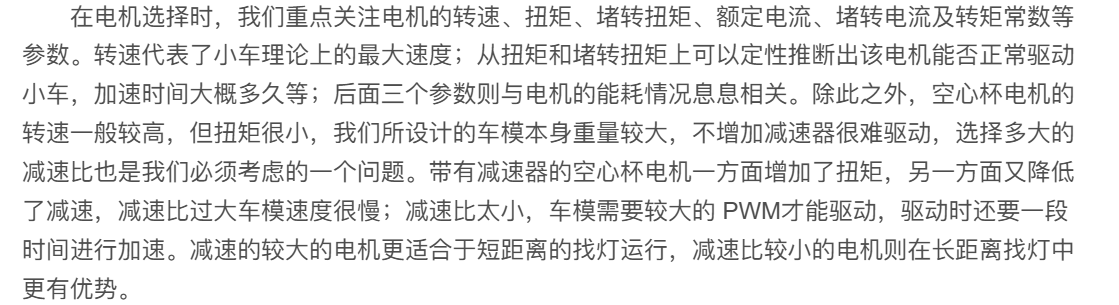 在电机选择时，我们重点关注电机的转速、扭矩、堵转扭矩、额定电流、堵转电流及转矩常数等
参数。转速代表了小车理论上的最大速度；从扭矩和堵转扭矩上可以定性推断出该电机能否正常驱动
小车，加速时间大概多久等；后面三个参数则与电机的能耗情况息息相关。除此之外，空心杯电机的
转速一般较高，但扭矩很小，我们所设计的车模本身重量较大，不增加减速器很难驱动，选择多大的
减速比也是我们必须考虑的一个问题。带有减速器的空心杯电机一方面增加了扭矩，另一方面又降低
了减速，减速比过大车模速度很慢；减速比太小，车模需要较大的 PWM才能驱动，驱动时还要一段
时间进行加速。减速的较大的电机更适合于短距离的找灯运行，减速比较小的电机则在长距离找灯中
更有优势。